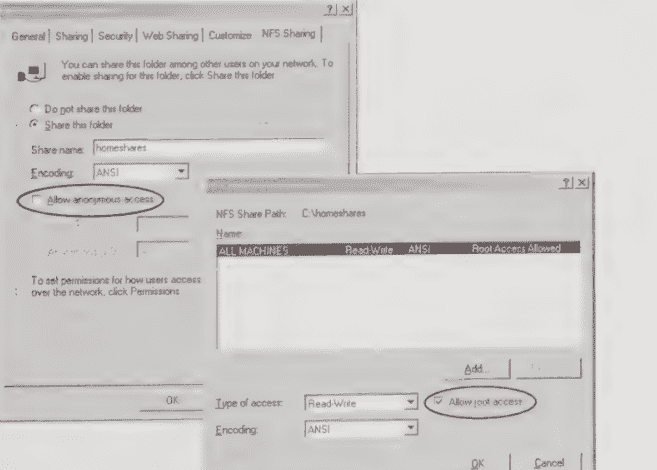 General Sharing Security Web Sharing Customize NFS Sharing
You can share this folder among other users on your network. To
enable sharing for this folder, click Share this folder
Do not share this folder
Share this folder
Share name: homeshares
Encoding: ANSI
Allow anonymous access
To set permissions for how users access
over the network, click Permissions
OK
NFS Share Path: C:\homeshares
Name:
ALL MACHINES Read-Write ANSI Root Access Allowed
Add...
Type of access: Read-Write Allow root access
Encoding: ANSI
OK Cancel